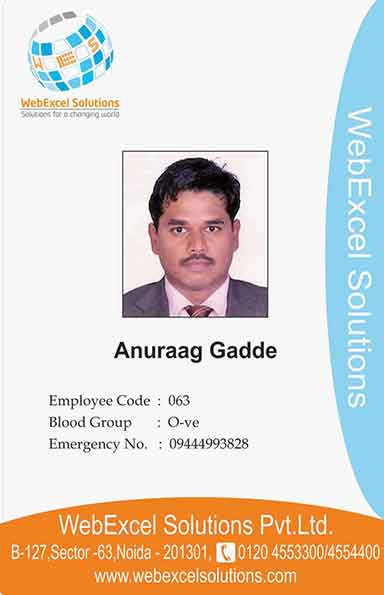 W E S
WebExcel Solutions
Solutions for a changing world
WebExcel Solutions
Anuraag Gadde
Employee Code : 063
Blood Group : O-ve
Emergency No. : 09444993828
WebExcel Solutions Pvt.Ltd.
B-127,Sector -63,Noida - 201301, 0120 4553300/4554400
www.webexcelsolutions.com